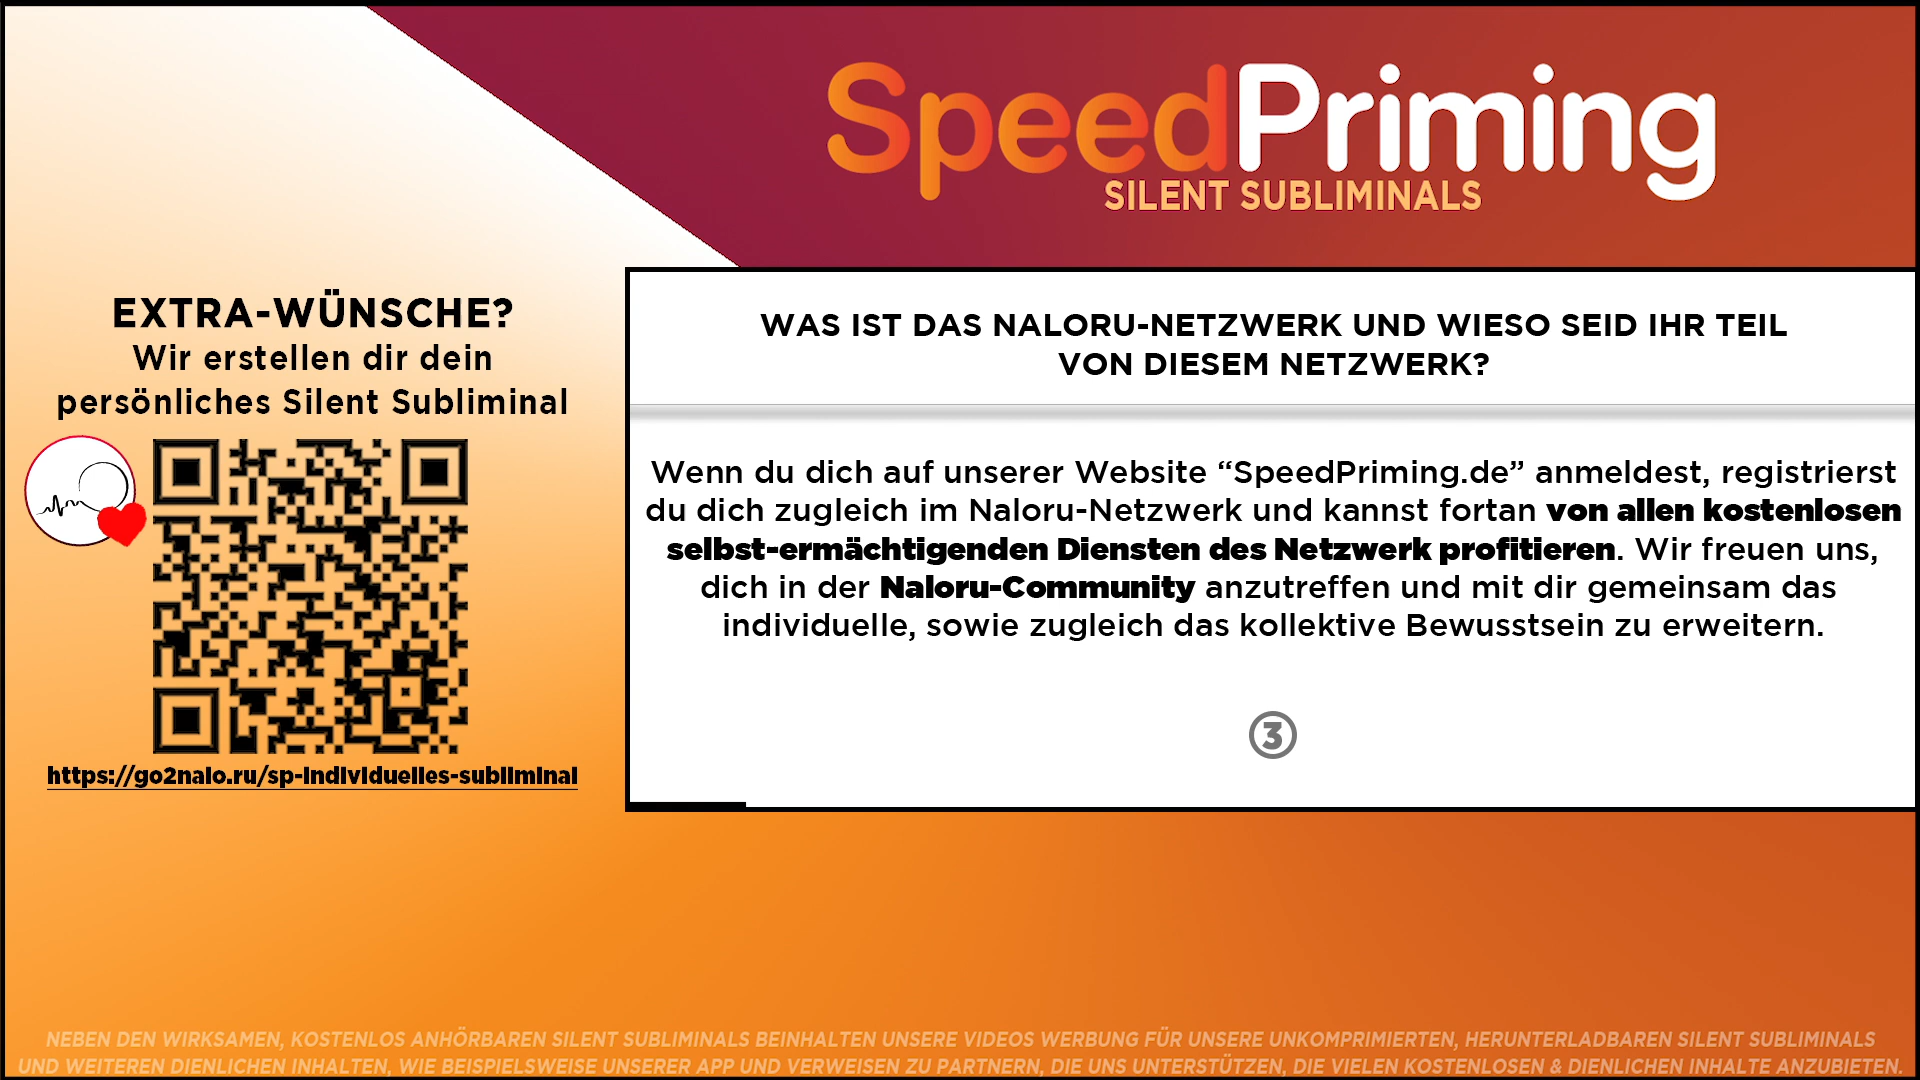 SpeedPriming
SILENT SUBLIMINALS
EXTRA-WÜNSCHE?
Wir erstellen dir dein
persönliches Silent Subliminal
https://go2nalo.ru/sp-individuelles-subliminal
WAS IST DAS NALORU-NETZWERK UND WIESO SEID IHR TEIL
VON DIESEM NETZWERK?
Wenn du dich auf unserer Website “SpeedPriming.de” anmeldest, registrierst
du dich zugleich im Naloru-Netzwerk und kannst fortan von allen kostenlosen
selbst-ermächtigenden Diensten des Netzwerk profitieren. Wir freuen uns,
dich in der Naloru-Community anzutreffen und mit dir gemeinsam das
individuelle, sowie zugleich das kollektive Bewusstsein zu erweitern.
3
NEBEN DEN WIRKSAMEN, KOSTENLOS ANHÖRBAREN SILENT SUBLIMINALS BEINHALTEN UNSERE VIDEOS WERBUNG FÜR UNSERE UNKOMPRIMIERTEN, HERUNTERLADBAREN SILENT SUBLIMINALS
UND WEITEREN DIENLICHEN INHALTEN, WIE BEISPIELSWEISE UNSERER APP UND VERWEISEN ZU PARTNERN, DIE UNS UNTERSTÜTZEN, DIE VIELEN KOSTENLOSEN & DIENLICHEN INHALTE ANZUBIETEN.